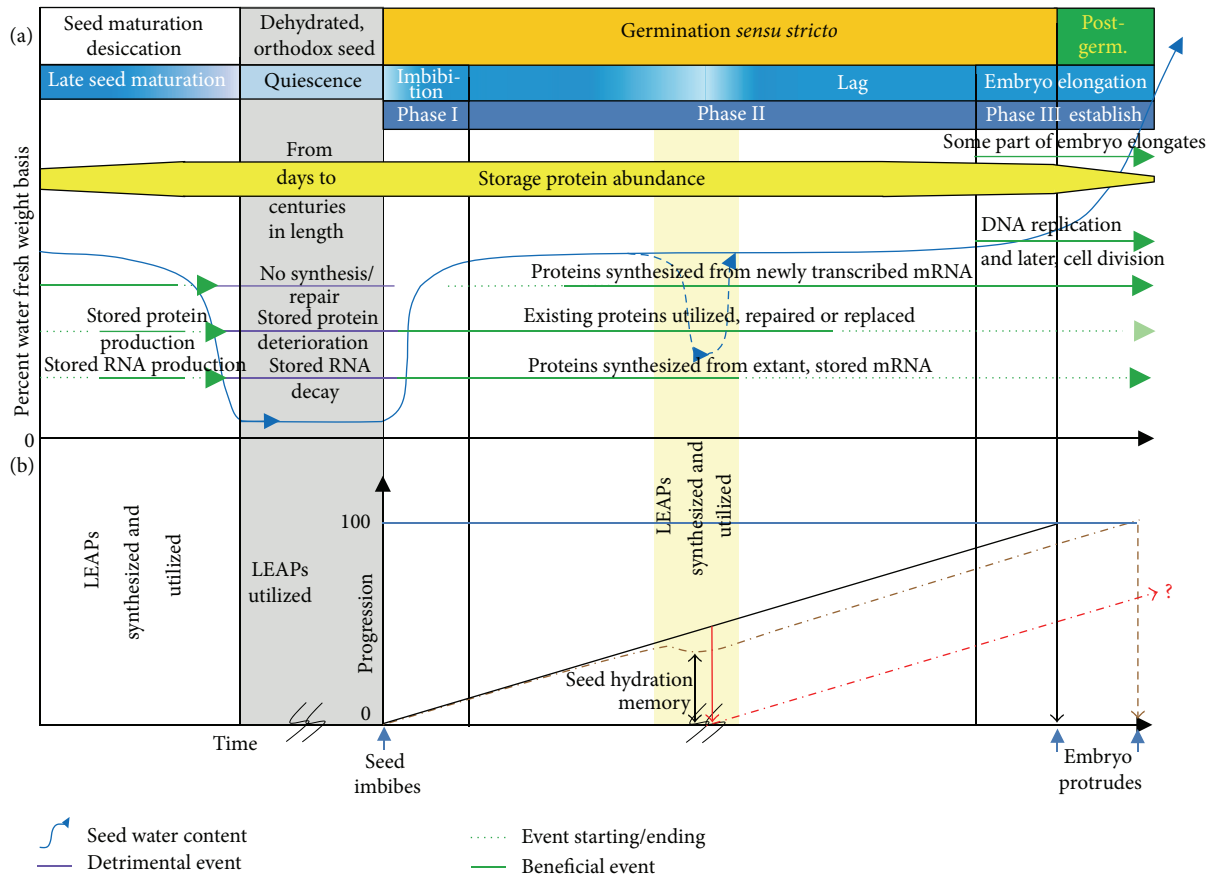 (a)
Seed maturation
desiccation
Dehydrated,
orthodox seed
Germination sensu stricto
Post-
germ.
Late seed maturation
Quiescence
Imbibi-
tion
Lag
Embryo elongation
Phase I
Phase II
Phase III establish
Some part of embryo elongates
From
days to
centuries
in length
Storage protein abundance
DNA replication
and later, cell division
No synthesis/
repair
Proteins synthesized from newly transcribed mRNA
Stored protein
production
Stored protein
deterioration
Existing proteins utilized, repaired or replaced
Stored RNA production
Stored RNA
decay
Proteins synthesized from extant, stored mRNA
Percent water fresh weight basis
0
(b)
LEAPs
synthesized and
utilized
LEAPs
utilized
Progression
100
0
LEAPs
synthesized and
utilized
Seed hydration
memory
?
Time
Seed
imbibes
Embryo
protrudes
Seed water content
Detrimental event
Event starting/ending
Beneficial event